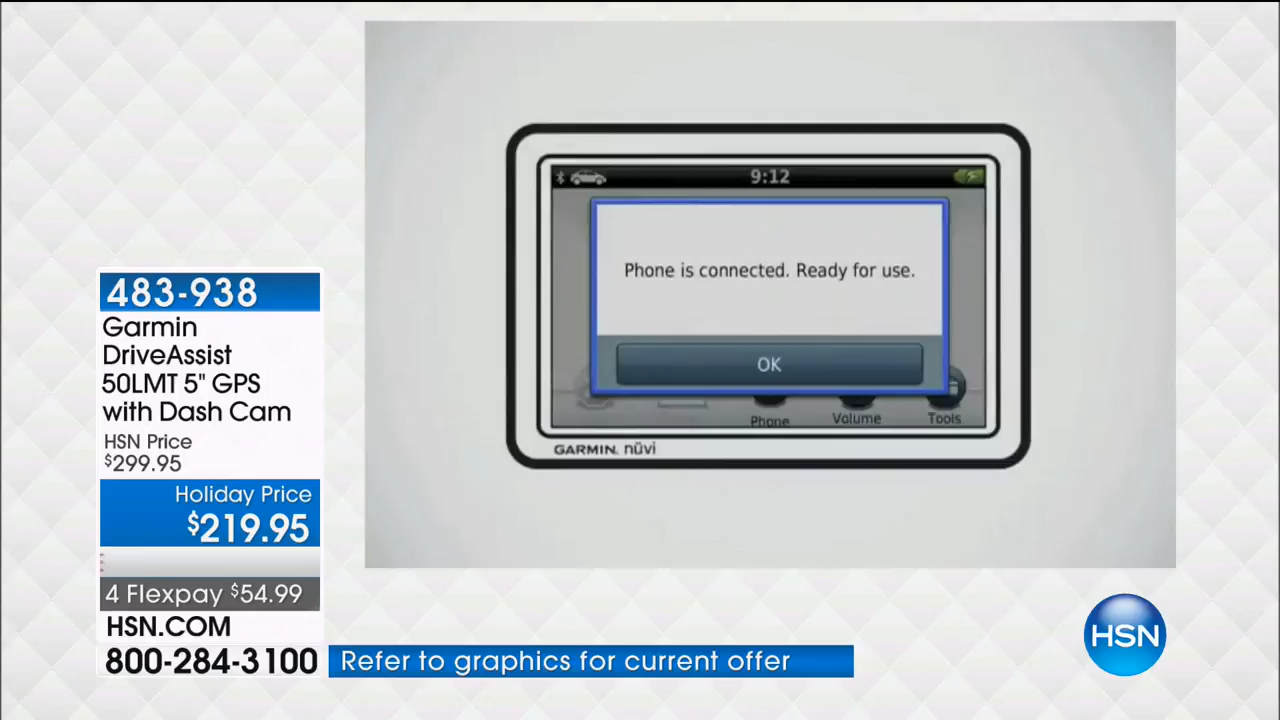 9:12
Phone is connected. Ready for use.
OK
Phone
Volume
Tools
GARMIN. nüvi
483-938
Garmin
DriveAssist
50LMT 5" GPS
with Dash Cam
HSN Price
$299.95
Holiday Price
$219.95
4 Flexpay $54.99
HSN.COM
800-284-3100
Refer to graphics for current offer
HSN